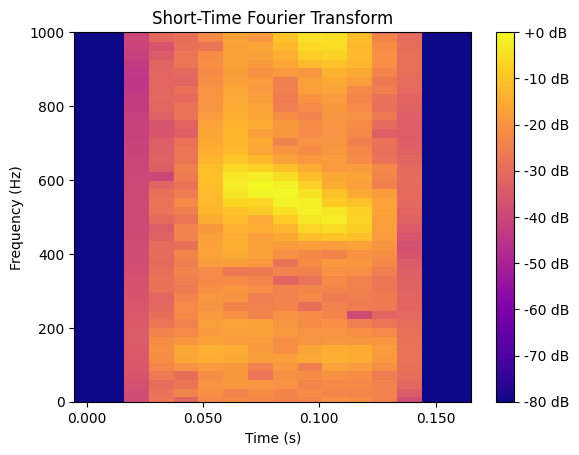 Short-Time Fourier Transform
1000
800
600
400
200
0
Frequency (Hz)
0.000
0.050
0.100
0.150
Time (s)
+0 dB
-10 dB
-20 dB
-30 dB
-40 dB
-50 dB
-60 dB
-70 dB
-80 dB